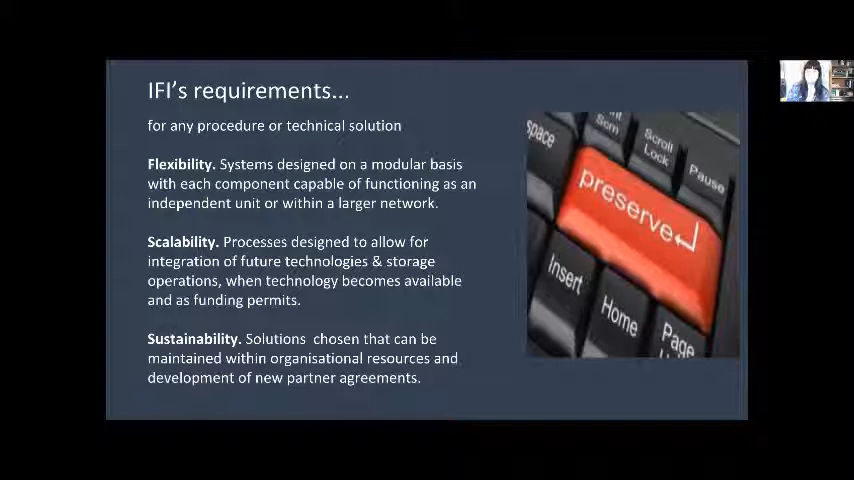 IFI's requirements...
for any procedure or technical solution
Flexibility. Systems designed on a modular basis
with each component capable of functioning as an
independent unit or within a larger network.
Scalability. Processes designed to allow for
integration of future technologies & storage
operations, when technology becomes available
and as funding permits.
Sustainability. Solutions  chosen that can be
maintained within organisational resources and
development of new partner agreements.
space
Scrn
Scroll
Lock
Pause
preserve
Insert
Home
Page